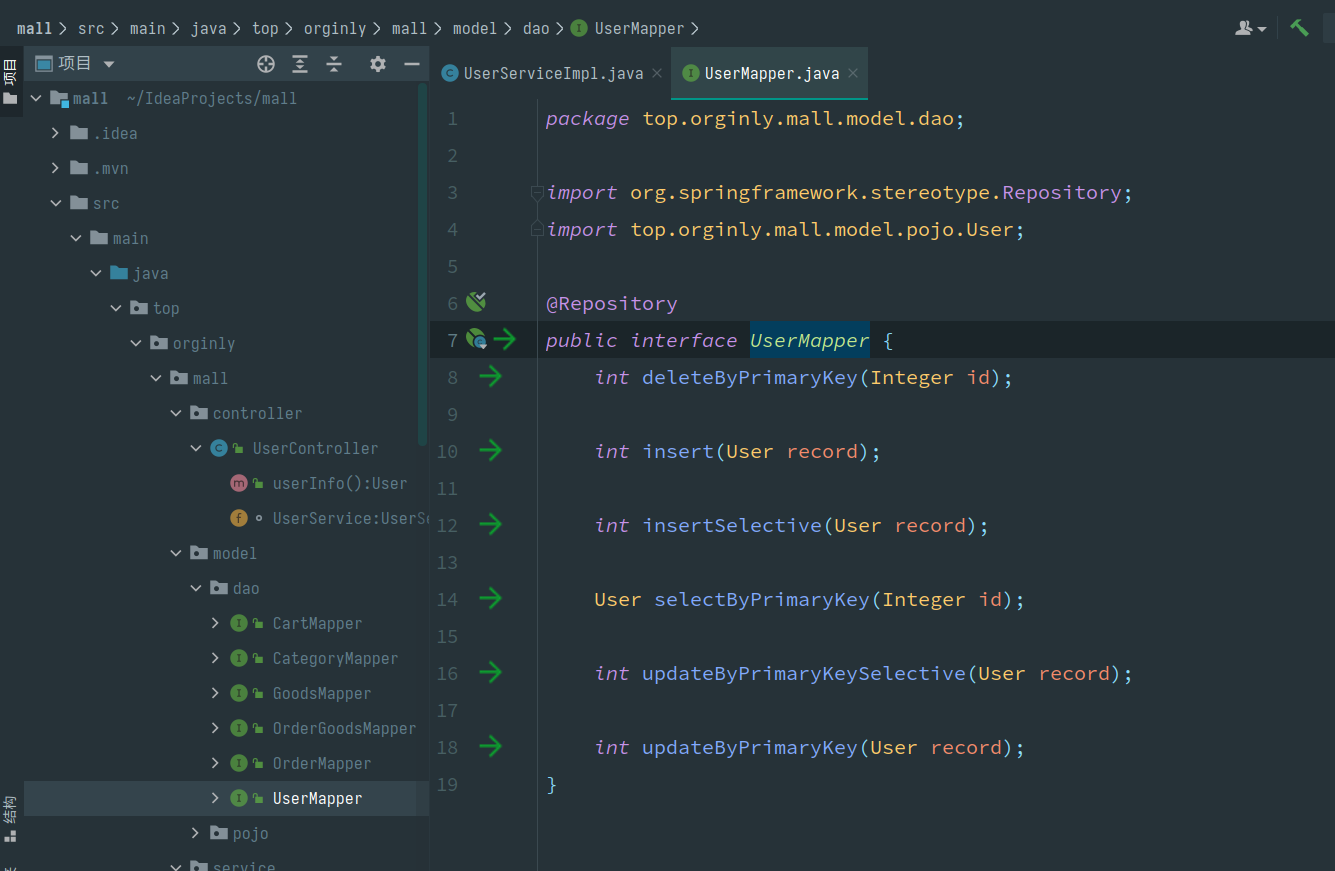 mall > src > main > java > top > orginly > mall > model > dao > UserMapper >
项目
项目
UserServiceImpl.java ×
UserMapper.java ×
mall ~/IdeaProjects/mall
.idea
.mvn
src
main
java
top
orginly
mall
controller
UserController
userInfo():User
UserService:UserSe
model
dao
CartMapper
CategoryMapper
GoodsMapper
OrderGoodsMapper
OrderMapper
UserMapper
pojo
service
结构
1 package top.orginly.mall.model.dao;
2
3 import org.springframework.stereotype.Repository;
4 import top.orginly.mall.model.pojo.User;
5
6 @Repository
7 public interface UserMapper {
8 int deleteByPrimaryKey(Integer id);
9
10 int insert(User record);
11
12 int insertSelective(User record);
13
14 User selectByPrimaryKey(Integer id);
15
16 int updateByPrimaryKeySelective(User record);
17
18 int updateByPrimaryKey(User record);
19 }